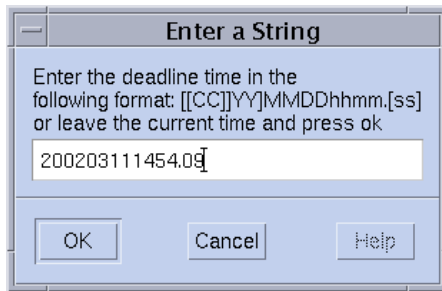 Enter a String
Enter the deadline time in the
following format: [[CC]]YY]MMDDhhmm.[ss]
or leave the current time and press ok
200203111454.09
OK
Cancel
Help